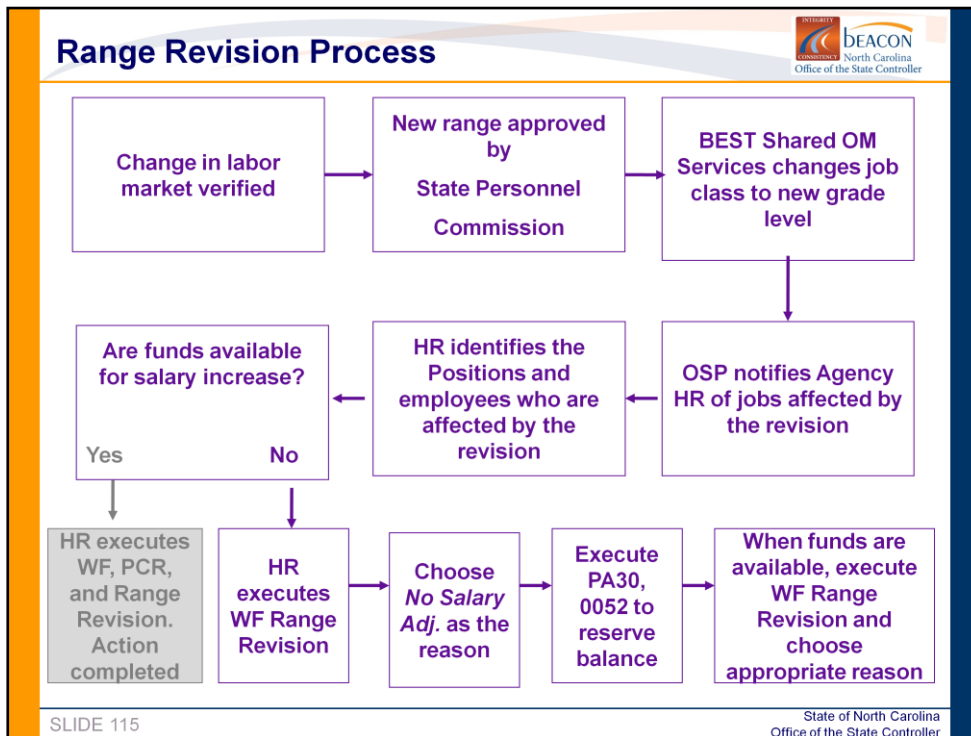 Range Revision Process
INTEGRITY
CONSISTENCY
bEACON
North Carolina
Office of the State Controller
Change in labor
market verified
New range approved
by
State Personnel
Commission
BEST Shared OM
Services changes job
class to new grade
level
Are funds available
for salary increase?
Yes
No
HR identifies the
Positions and
employees who are
affected by the
revision
OSP notifies Agency
HR of jobs affected by
the revision
HR executes
WF, PCR,
and Range
Revision.
Action
completed
HR
executes
WF Range
Revision
Choose
No Salary
Adj. as the
reason
Execute
PA30,
0052 to
reserve
balance
When funds are
available, execute
WF Range
Revision and
choose
appropriate reason
SLIDE 115
State of North Carolina
Office of the State Controller